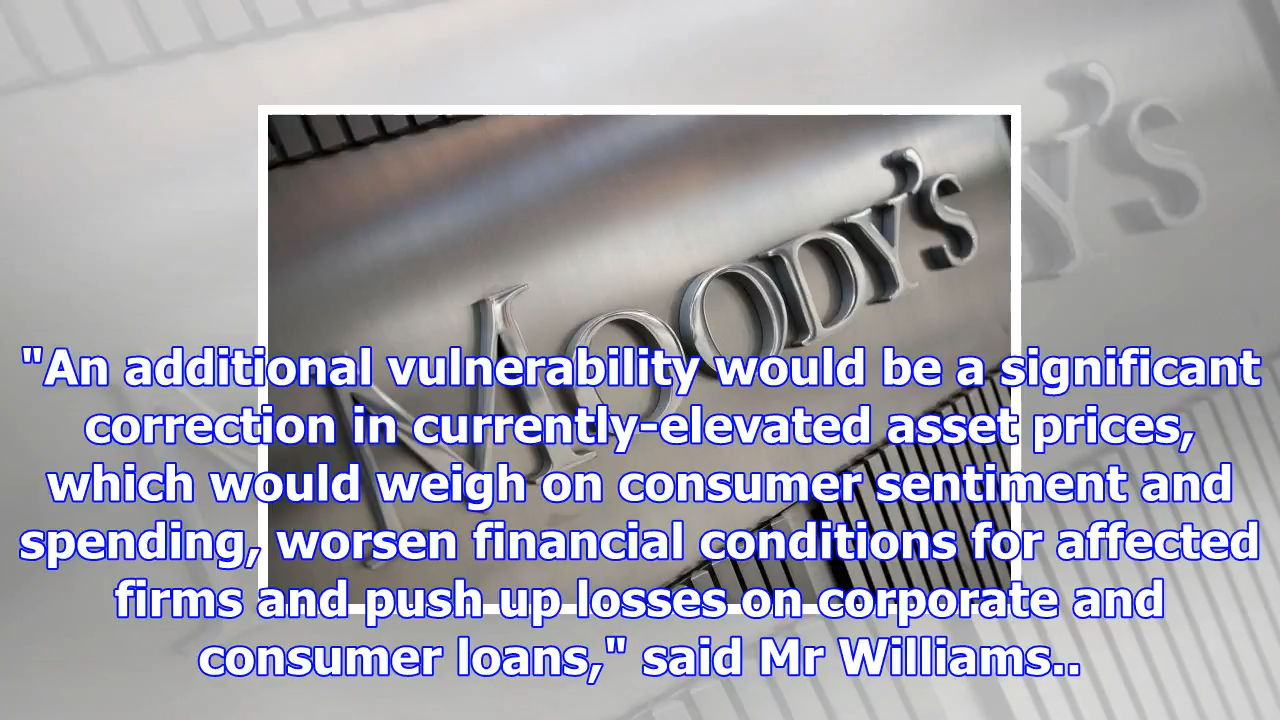 MOODY'S
Y'S
"An additional vulnerability would be a significant
correction in currently-elevated asset prices,
which would weigh on consumer sentiment and
spending, worsen financial conditions for affected
firms and push up losses on corporate and
consumer loans," said Mr Williams..